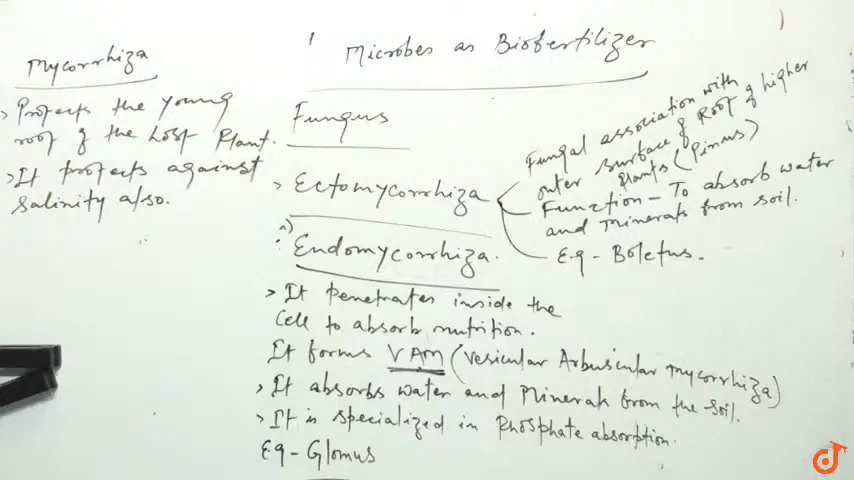 Mycorrhiza
> Protects the young
root of the Host Plant.
> It protects against
Salinity also.
Microbes as Biofertilizer
Fungus
> Ectomycorrhiza
Fungal association with
outer surface of Root of higher
Plants (Pinus)
Function - To absorb water
and Minerals from soil.
E.g - Boletus.
Endomycorrhiza.
> It penetrates inside the
Cell to absorb nutrition.
It forms VAM (Vesicular Arbuscular Mycorrhiza)
> It absorbs water and Minerals from the soil.
> It is specialized in Phosphate absorption.
E.g - Glomus